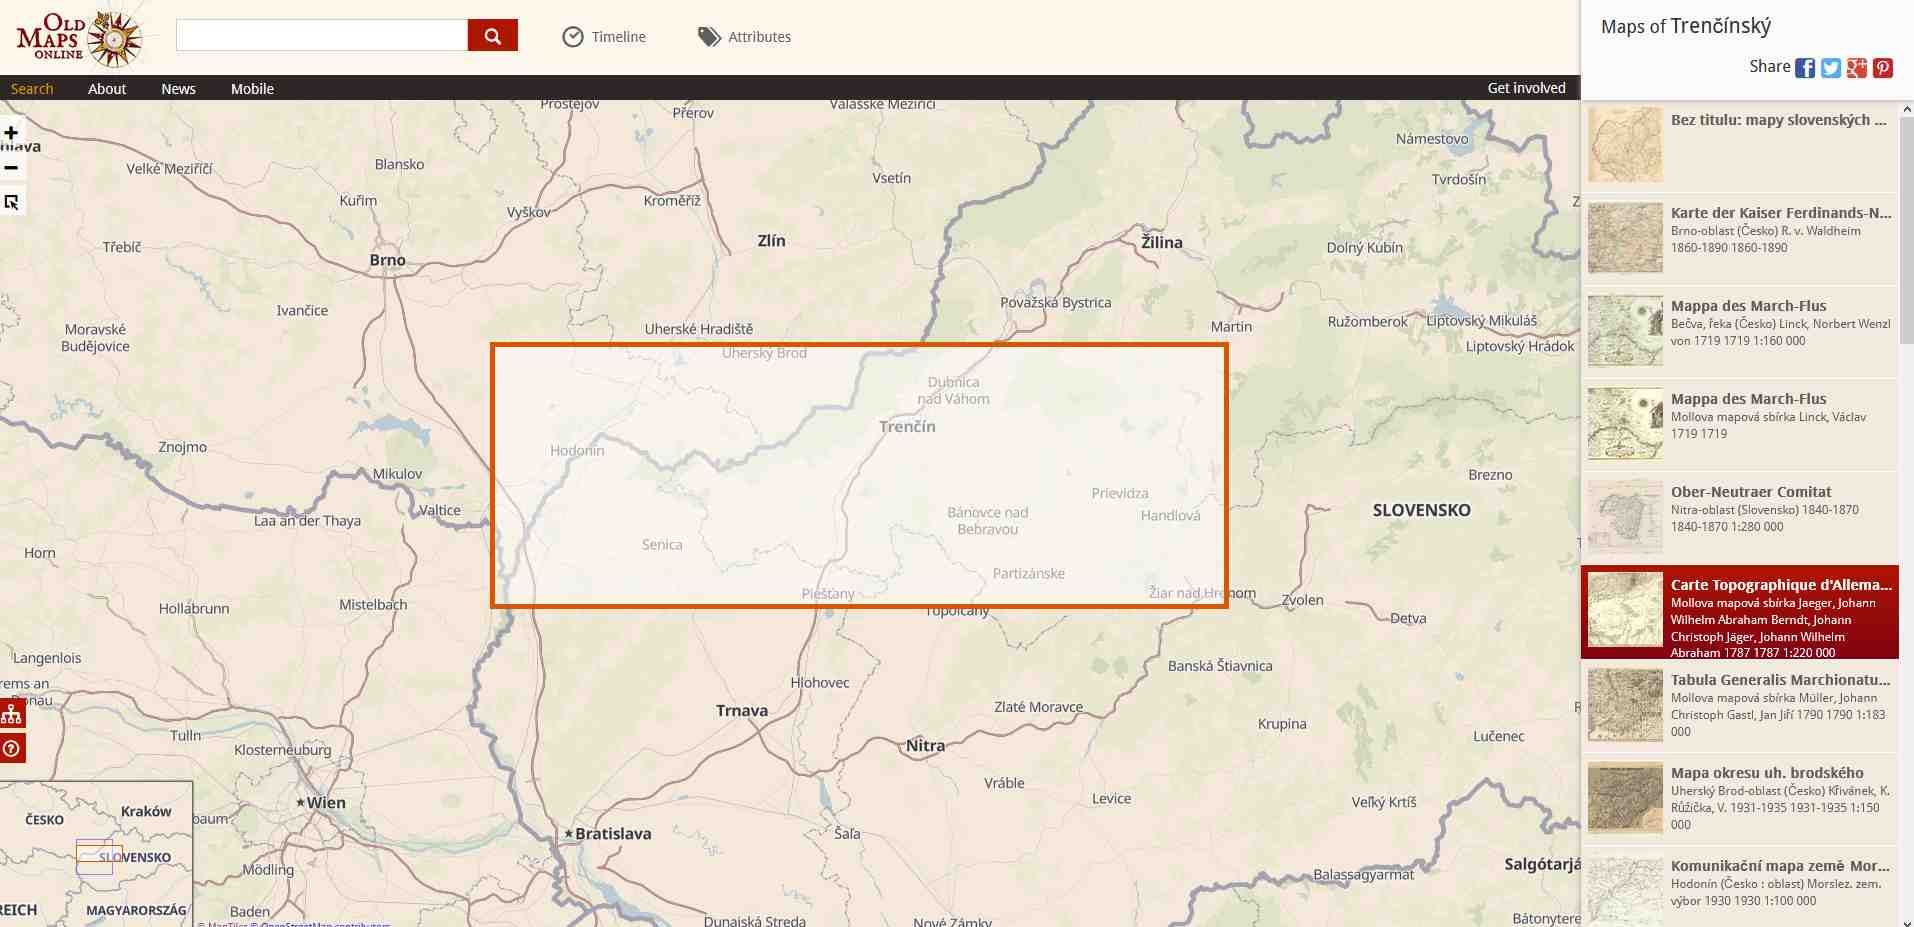 OLD
MAPS
ONLINE
Timeline
Attributes
Search
About
News
Mobile
Get involved
Maps of Trenčínský
Share
Bez titulu: mapy slovenských ...
Karte der Kaiser Ferdinands-N...
Brno-oblast (Česko) R. v. Waldheim
1860-1890 1860-1890
Mappa des March-Flus
Bečva, řeka (Česko) Linck, Norbert Wenzl
von 1719 1719 1:160 000
Mappa des March-Flus
Mollova mapová sbírka Linck, Václav
1719 1719
Ober-Neutraer Comitat
Nitra-oblast (Slovensko) 1840-1870
1840-1870 1:280 000
Carte Topographique d'Allema...
Mollova mapová sbírka Jaeger, Johann
Wilhelm Abraham Berndt, Johann
Christoph Jäger, Johann Wilhelm
Abraham 1787 1787 1:220 000
Tabula Generalis Marchionatu...
Mollova mapová sbírka Müller, Johann
Christoph Gastl, Jan Jiří 1790 1790 1:183
000
Mapa okresu uh. brodského
Uherský Brod-oblast (Česko) Křivánek, K.
Růžička, V. 1931-1935 1931-1935 1:150
000
Komunikační mapa země Mor...
Hodonín (Česko : oblast) Morslez. zem.
výbor 1930 1930 1:100 000
Prostějov
Přerov
Valašské Meziříčí
Námestovo
Velké Meziříčí
Blansko
Vsetín
Tvrdošín
Kuřim
Vyškov
Kroměříž
Třebíč
Brno
Zlín
Žilina
Dolný Kubín
Ivančice
Považská Bystrica
Moravské
Budějovice
Uherské Hradiště
Martin
Ružomberok
Liptovský Mikuláš
Liptovský Hrádok
Uherský Brod
Dubnica
nad Váhom
Trenčín
Znojmo
Hodonín
Mikulov
Brezno
Prievidza
Handlová
SLOVENSKO
Valtice
Laa an der Thaya
Bánovce nad
Bebravou
Horn
Senica
Partizánske
Piešťany
Žiar nad Hronom
Zvolen
Hollabrunn
Mistelbach
Topoľčany
Detva
Langenlois
Banská Štiavnica
rems an
Donau
Hlohovec
Trnava
Zlaté Moravce
Krupina
Tulln
Klosterneuburg
Nitra
Lučenec
Vráble
Levice
Veľký Krtíš
Wien
Bratislava
Šaľa
Salgótarjá
Mödling
Balassagyarmat
Baden
Dunajská Streda
Nové Zámky
Bátonytere
Kraków
ČESKO
baum
SLOVENSKO
REICH
MAGYARORSZÁG
© MapTiler © OpenStreetMap contributors